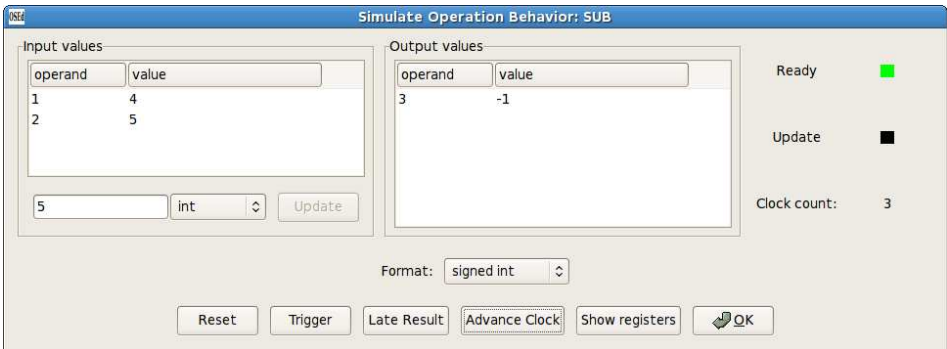 OSEd
Simulate Operation Behavior: SUB
Input values
operand value
1 4
2 5
5 int Update
Output values
operand value
3 -1
Ready
Update
Clock count: 3
Format: signed int
Reset Trigger Late Result Advance Clock Show registers OK